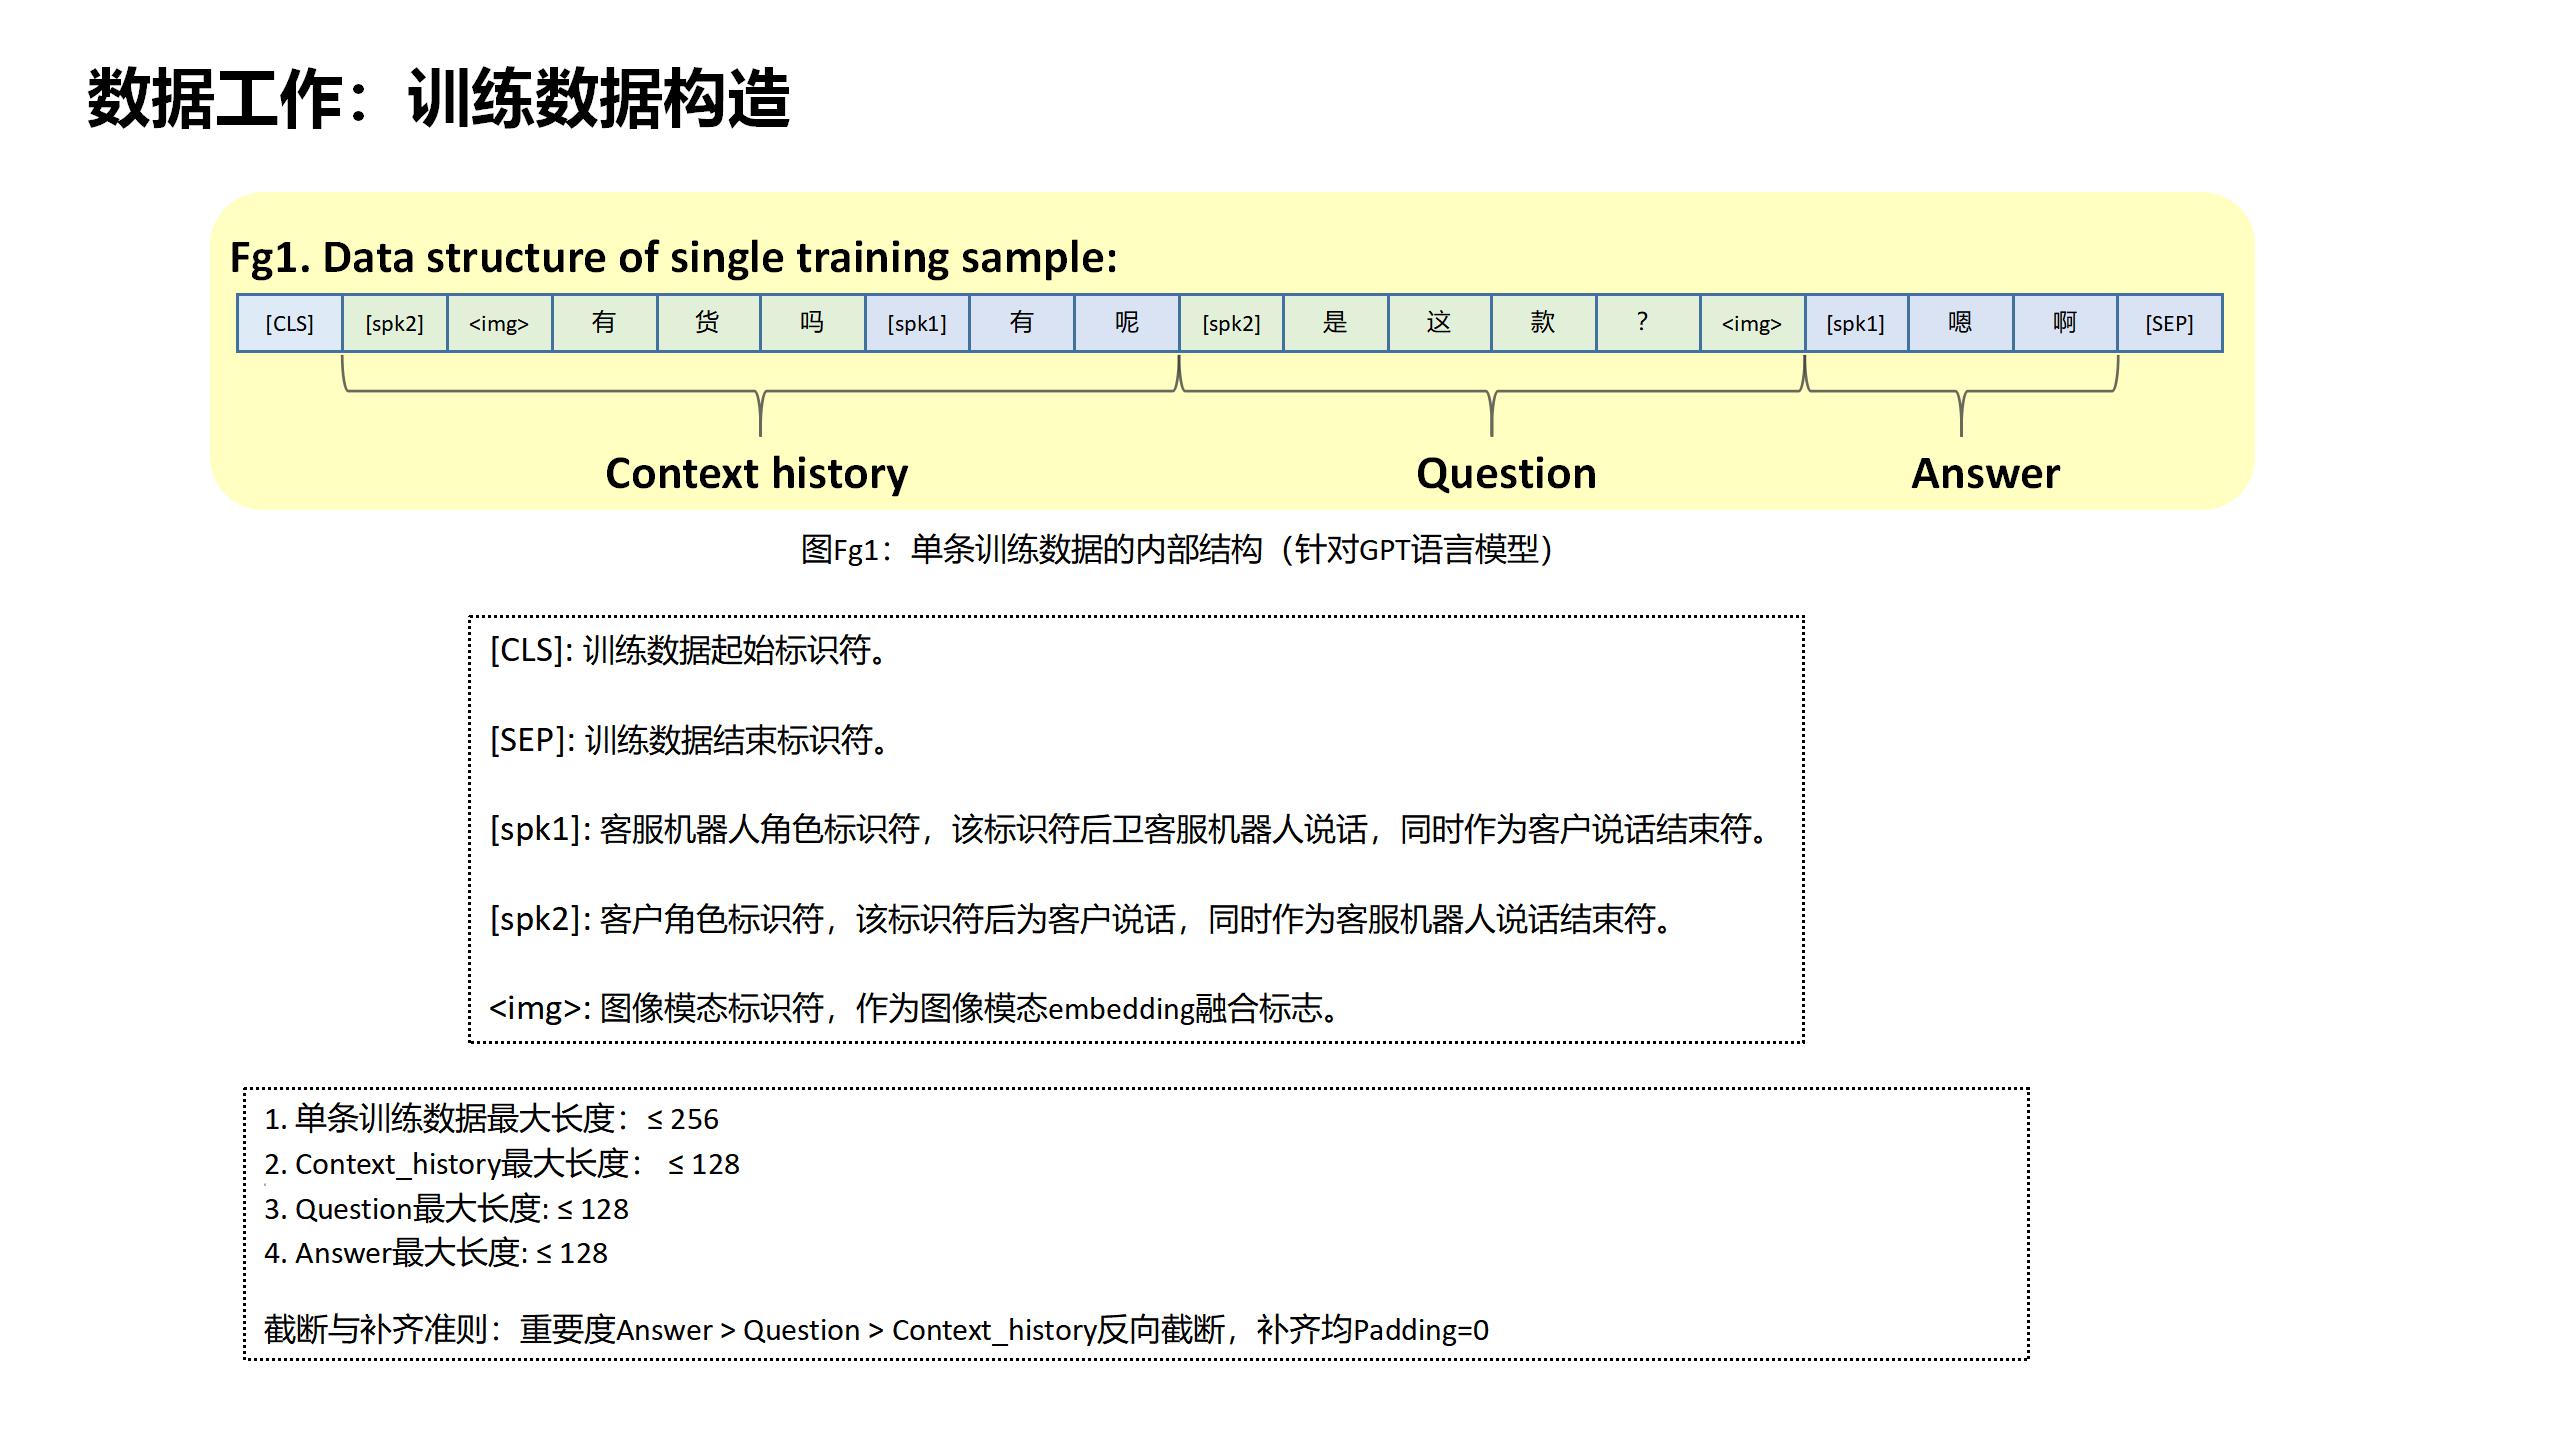 数据工作：训练数据构造
Fg1. Data structure of single training sample:
[CLS] [spk2] <img> 有 货 吗 [spk1] 有 呢 [spk2] 是 这 款 ？ <img> [spk1] 嗯 啊 [SEP]
Context history Question Answer
图Fg1：单条训练数据的内部结构（针对GPT语言模型）
[CLS]: 训练数据起始标识符。
[SEP]: 训练数据结束标识符。
[spk1]: 客服机器人角色标识符，该标识符后卫客服机器人说话，同时作为客户说话结束符。
[spk2]: 客户角色标识符，该标识符后为客户说话，同时作为客服机器人说话结束符。
<img>: 图像模态标识符，作为图像模态embedding融合标志。
1. 单条训练数据最大长度：≤ 256
2. Context_history最大长度： ≤ 128
3. Question最大长度: ≤ 128
4. Answer最大长度: ≤ 128
截断与补齐准则：重要度Answer > Question > Context_history反向截断，补齐均Padding=0